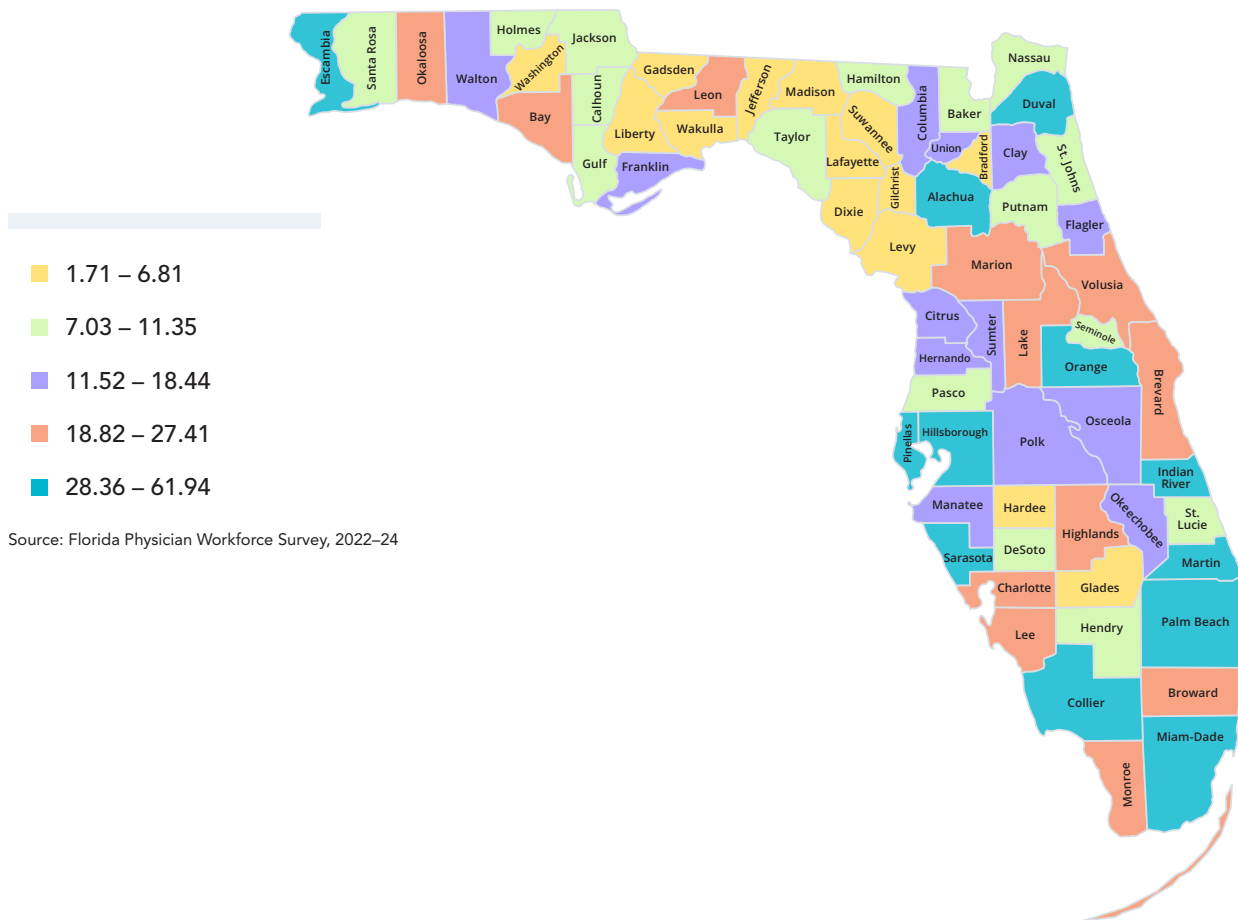 Escambia
Santa Rosa
Okaloosa
Walton
Holmes
Washington
Jackson
Bay
Calhoun
Gulf
Gadsden
Liberty
Leon
Wakulla
Franklin
Jefferson
Madison
Taylor
Hamilton
Suwannee
Lafayette
Dixie
Gilchrist
Levy
Columbia
Baker
Union
Bradford
Alachua
Nassau
Duval
Clay
St. Johns
Putnam
Flagler
Marion
Volusia
Citrus
Sumter
Lake
Seminole
Hernando
Orange
Brevard
Pasco
Pinellas
Hillsborough
Polk
Osceola
Indian
River
Manatee
Hardee
Highlands
Okeechobee
St.
Lucie
Sarasota
DeSoto
Martin
Charlotte
Glades
Lee
Hendry
Palm Beach
Collier
Broward
Miam-Dade
Monroe
1.71 – 6.81
7.03 – 11.35
11.52 – 18.44
18.82 – 27.41
28.36 – 61.94
Source: Florida Physician Workforce Survey, 2022–24